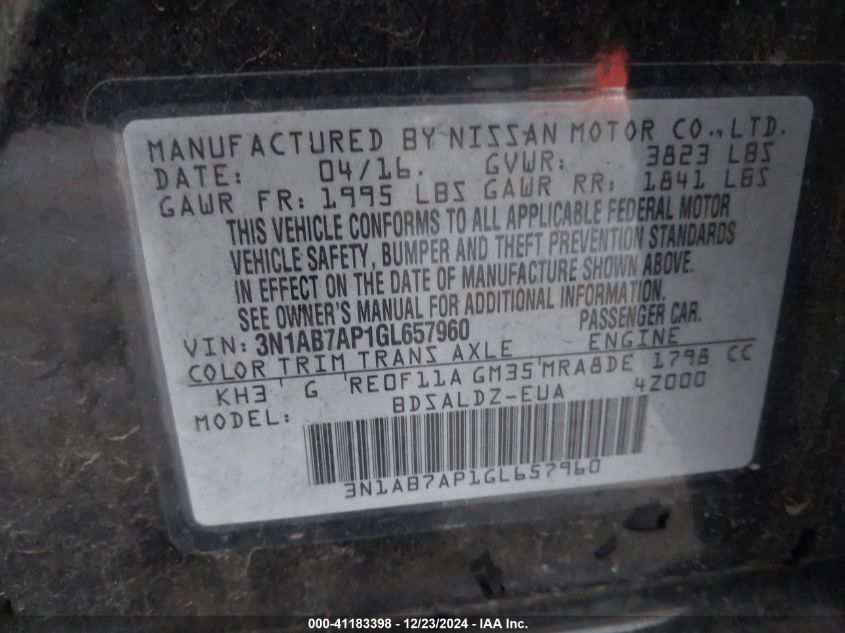 MANUFACTURED BY NISSAN MOTOR CO., LTD.
DATE: 04/16. GVWR: 3823 LBS
GAWR FR: 1995 LBS GAWR RR: 1841 LBS
THIS VEHICLE CONFORMS TO ALL APPLICABLE FEDERAL MOTOR
VEHICLE SAFETY, BUMPER AND THEFT PREVENTION STANDARDS
IN EFFECT ON THE DATE OF MANUFACTURE SHOWN ABOVE.
SEE OWNER'S MANUAL FOR ADDITIONAL INFORMATION.
VIN: 3N1AB7AP1GL657960 PASSENGER CAR.
COLOR TRIM TRANS AXLE ENGINE
KH3 G RE0F11A GM35 MRA8DE 1798 CC
MODEL: BDSALDZ-EUA 4Z000
3N1AB7AP1GL657960
000-41183398 - 12/23/2024 - IAA Inc.